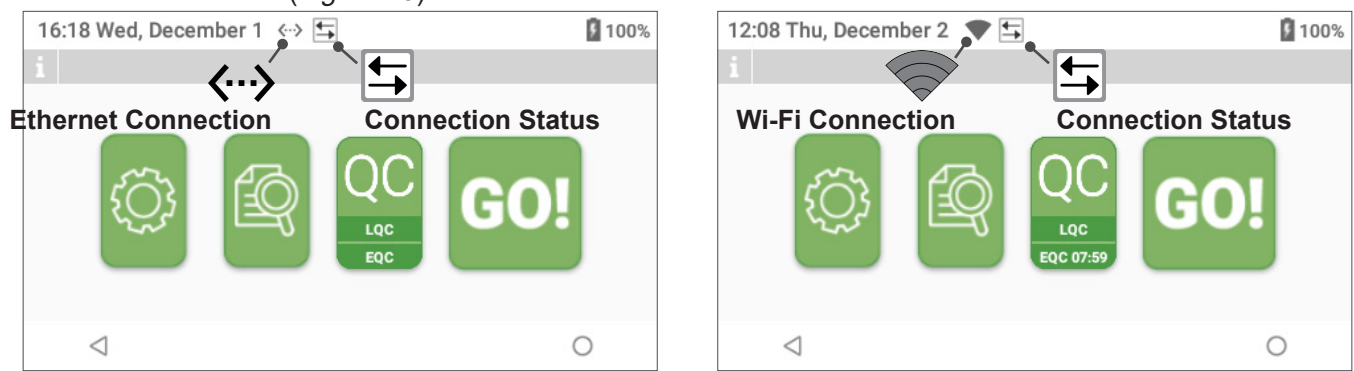 16:18 Wed, December 1 100%
i
Ethernet Connection Connection Status
QC
LQC
EQC
GO!
12:08 Thu, December 2 100%
i
Wi-Fi Connection Connection Status
QC
LQC
EQC 07:59
GO!